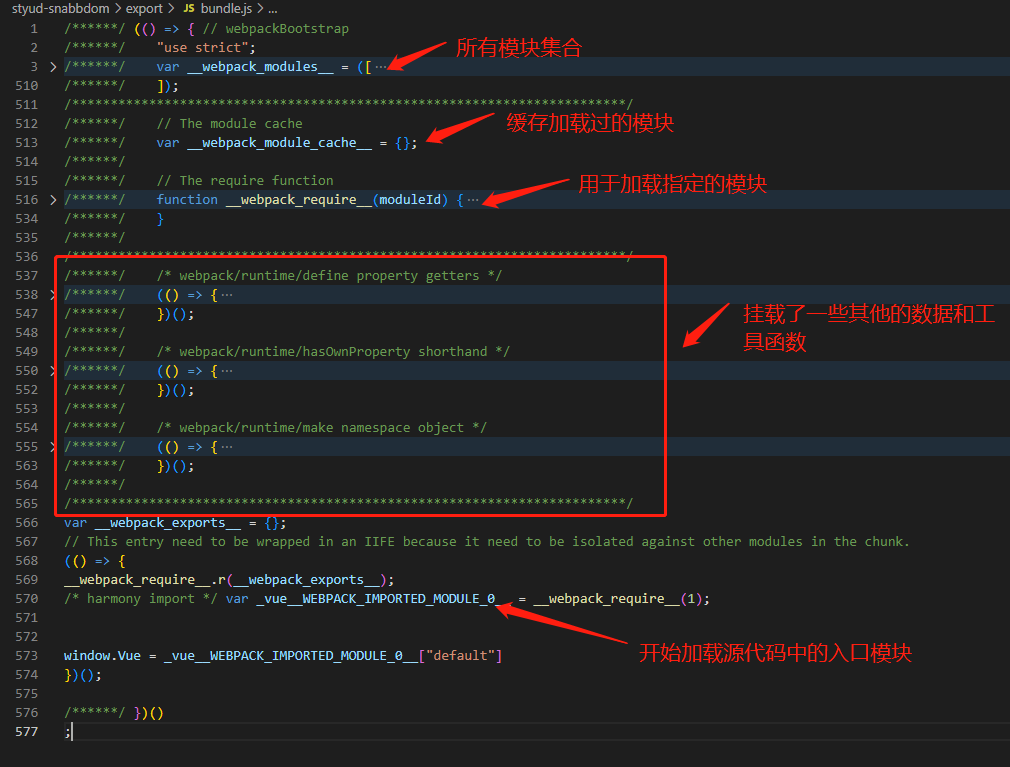 styud-snabbdom > export > JS bundle.js > ...
1 /******/ (() => { // webpackBootstrap
2 /******/ "use strict";
所有模块集合
3 > /******/ var __webpack_modules__ = ([ ⋯
510 /******/ ]);
511 /************************************************************************/
512 /******/ // The module cache
缓存加载过的模块
513 /******/ var __webpack_module_cache__ = {};
514 /******/
515 /******/ // The require function
用于加载指定的模块
516 > /******/ function __webpack_require__(moduleId) { ⋯
534 /******/ }
535 /******/
536 /************************************************************************/
537 /******/ /* webpack/runtime/define property getters */
538 > /******/ (() => { ⋯
547 /******/ })();
挂载了一些其他的数据和工
具函数
548 /******/
549 /******/ /* webpack/runtime/hasOwnProperty shorthand */
550 > /******/ (() => { ⋯
552 /******/ })();
553 /******/
554 /******/ /* webpack/runtime/make namespace object */
555 > /******/ (() => { ⋯
563 /******/ })();
564 /******/
565 /************************************************************************/
566 var __webpack_exports__ = {};
567 // This entry need to be wrapped in an IIFE because it need to be isolated against other modules in the chunk.
568 (() => {
569 __webpack_require__.r(__webpack_exports__);
570 /* harmony import */ var _vue__WEBPACK_IMPORTED_MODULE_0__ = __webpack_require__(1);
571
572
573 window.Vue = _vue__WEBPACK_IMPORTED_MODULE_0__["default"]
开始加载源代码中的入口模块
574 })();
575
576 /******/ })()
577 ;